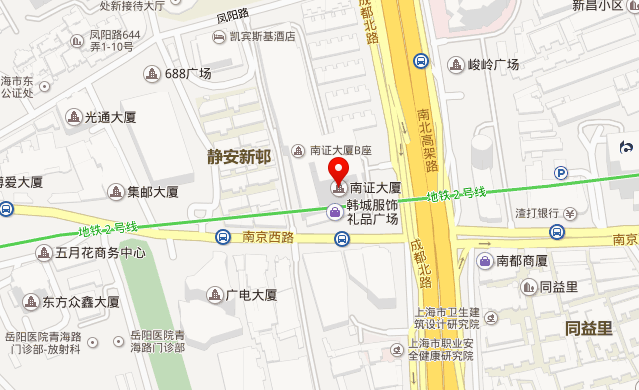 处新接待大厅
凤阳路
成都北路
新昌小区
凤阳路644
弄1-10号
凯宾斯基酒店
688广场
峻岭广场
海市东
公证处
光通大厦
南北高架路
静安新邨
南证大厦B座
博爱大厦
集邮大厦
南证大厦
地铁2号线
韩城服饰
礼品广场
渣打银行
地铁2号线
南京西路
南京东
五月花商务中心
成都北路
南都商厦
东方众鑫大厦
广电大厦
同益里
上海市卫生建
筑设计研究院
同益里
岳阳医院青海路
门诊部-放射科
岳阳医院青
海路门诊部
上海市职业安
全健康研究院